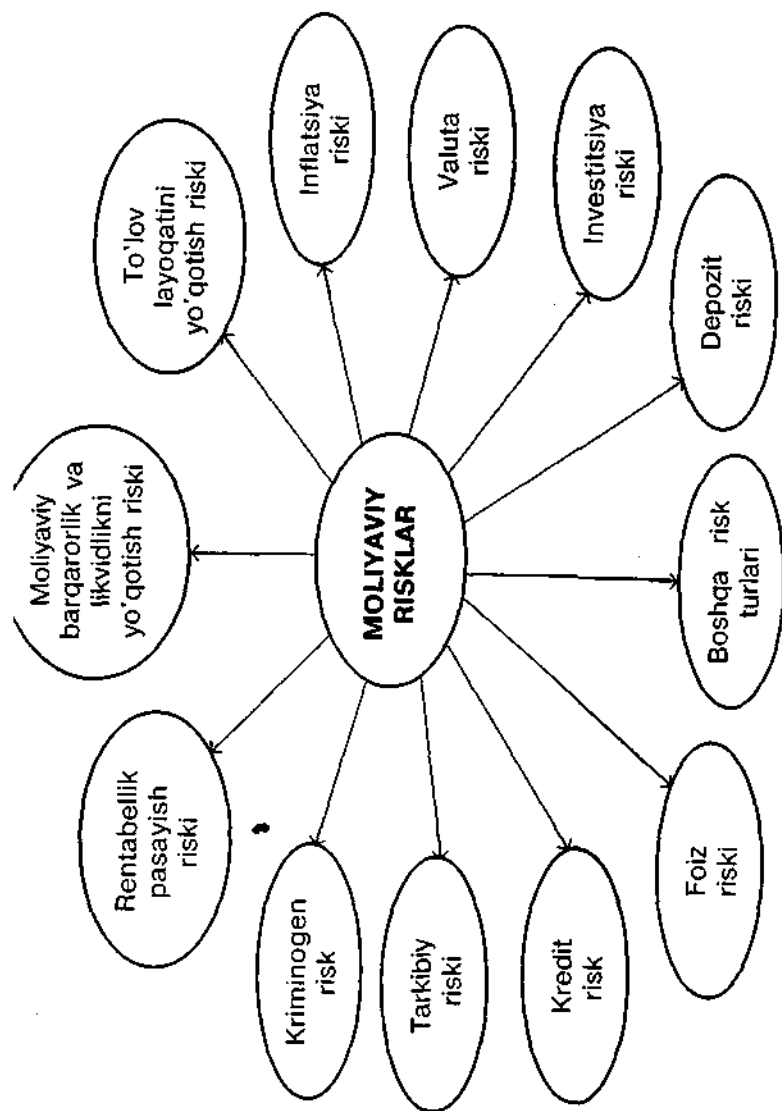 Moliyaviy
barqarorlik va
likvidlikni
yo'qotish riski
To'lov
layoqatini
yo'qotish riski
Inflatsiya
riski
Valuta
riski
Investitsiya
riski
Depozit
riski
Boshqa risk
turlari
Foiz
riski
Kredit
risk
Tarkibiy
riski
Kriminogen
risk
Rentabellik
pasayish
riski
MOLIYAVIY
RISKLAR